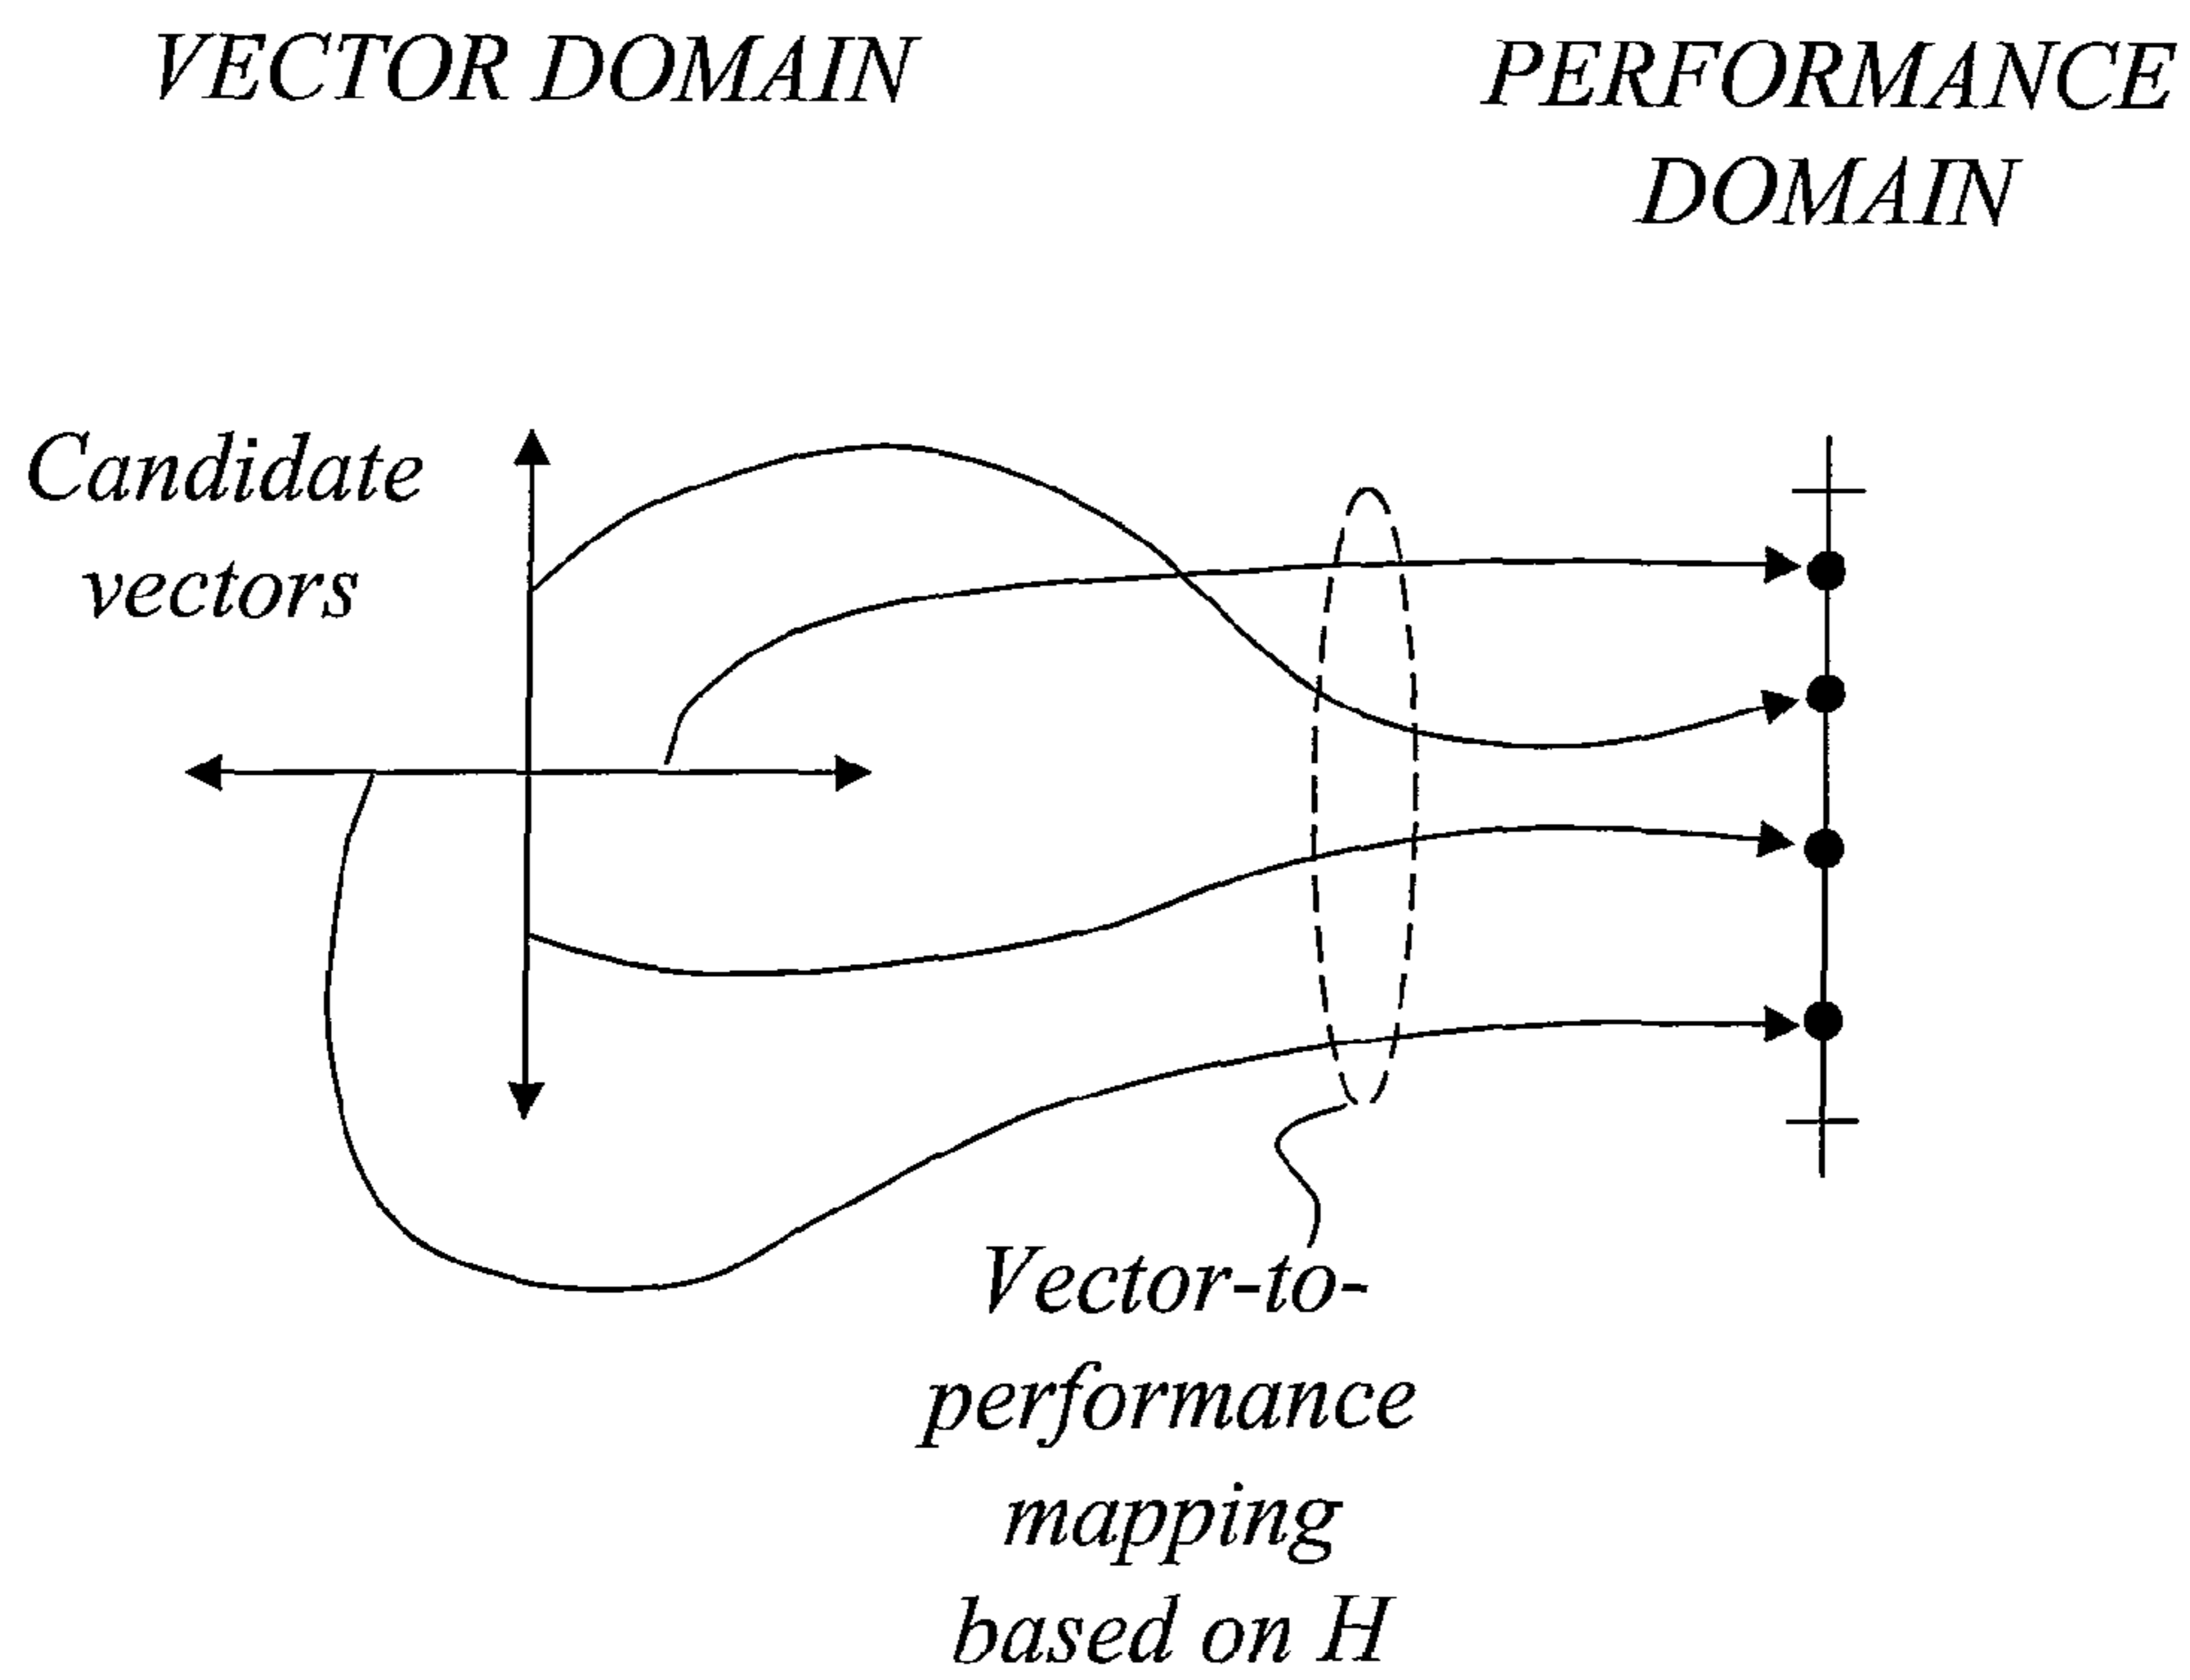 VECTOR DOMAIN
PERFORMANCE
DOMAIN
Candidate
vectors
Vector-to-
performance
mapping
based on H